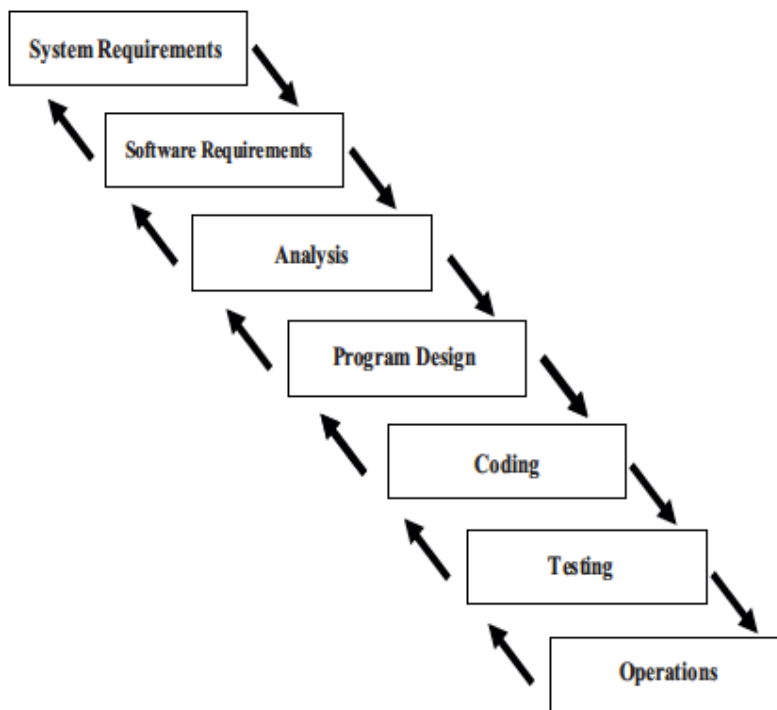 System Requirements
Software Requirements
Analysis
Program Design
Coding
Testing
Operations